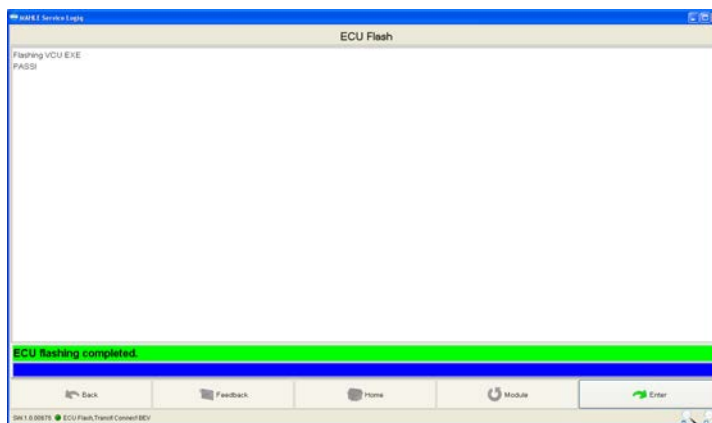 MAHLE Service Logiq
ECU Flash
Flashing VCU EXE
PASS!
ECU flashing completed.
Back
Feedback
Home
Module
Enter
ECU Flash,Transit Connect BEV